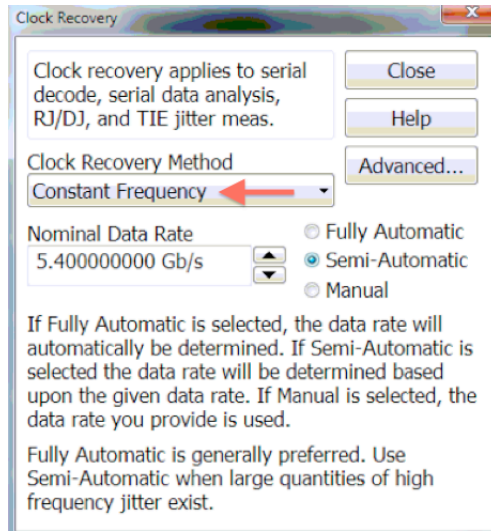 Clock Recovery
Clock recovery applies to serial
decode, serial data analysis,
RJ/DJ, and TIE jitter meas.
Close
Help
Advanced...
Clock Recovery Method
Constant Frequency
Nominal Data Rate
5.400000000 Gb/s
Fully Automatic
Semi-Automatic
Manual
If Fully Automatic is selected, the data rate will
automatically be determined. If Semi-Automatic is
selected the data rate will be determined based
upon the given data rate. If Manual is selected, the
data rate you provide is used.
Fully Automatic is generally preferred. Use
Semi-Automatic when large quantities of high
frequency jitter exist.